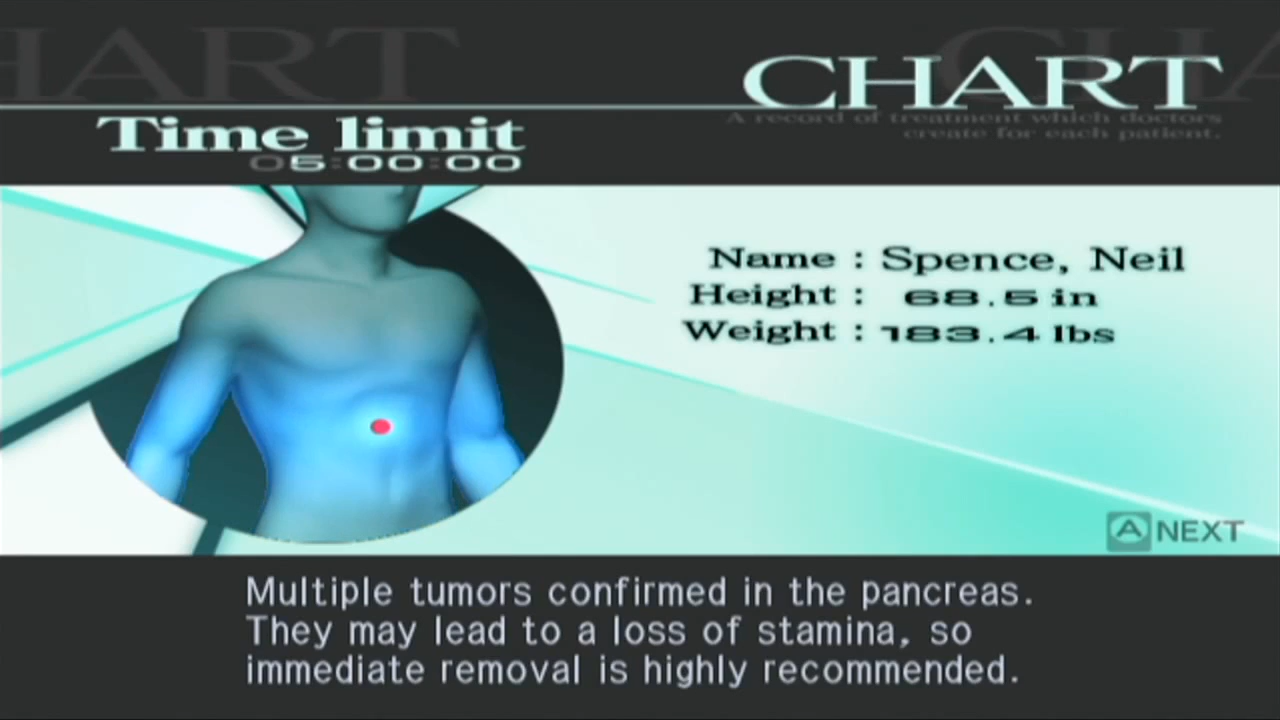 HART
CHART
CHA
A record of treatment which doctors
create for each patient.
Time limit
05:00:00
Name : Spence, Neil
Height : 68.5 in
Weight : 183.4 lbs
A NEXT
Multiple tumors confirmed in the pancreas.
They may lead to a loss of stamina, so
immediate removal is highly recommended.